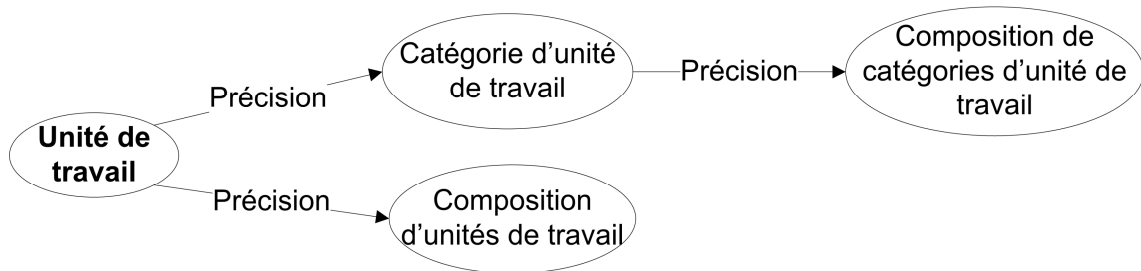 Unité de
travail
Précision
Catégorie d’unité
de travail
Précision
Composition de
catégories d’unité de
travail
Précision
Composition
d’unités de travail